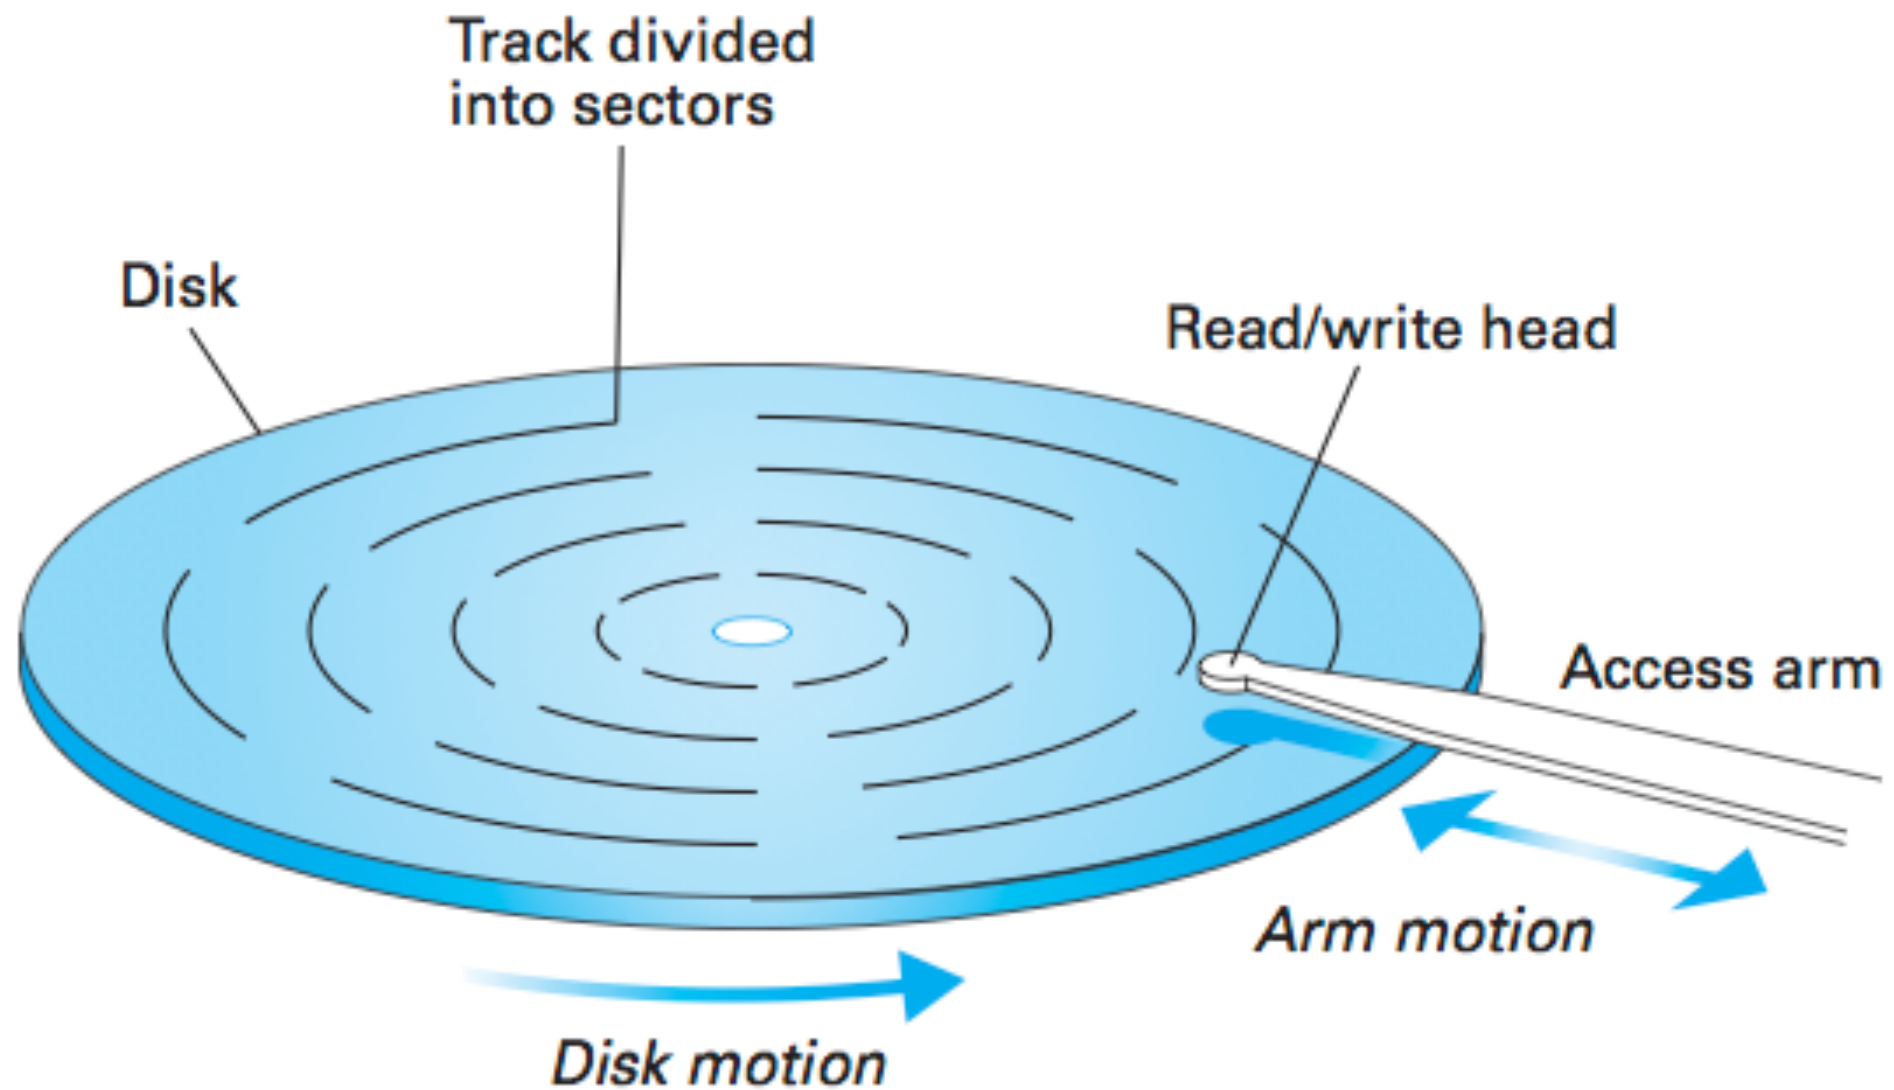 Track divided
into sectors
Disk
Read/write head
Access arm
Arm motion
Disk motion